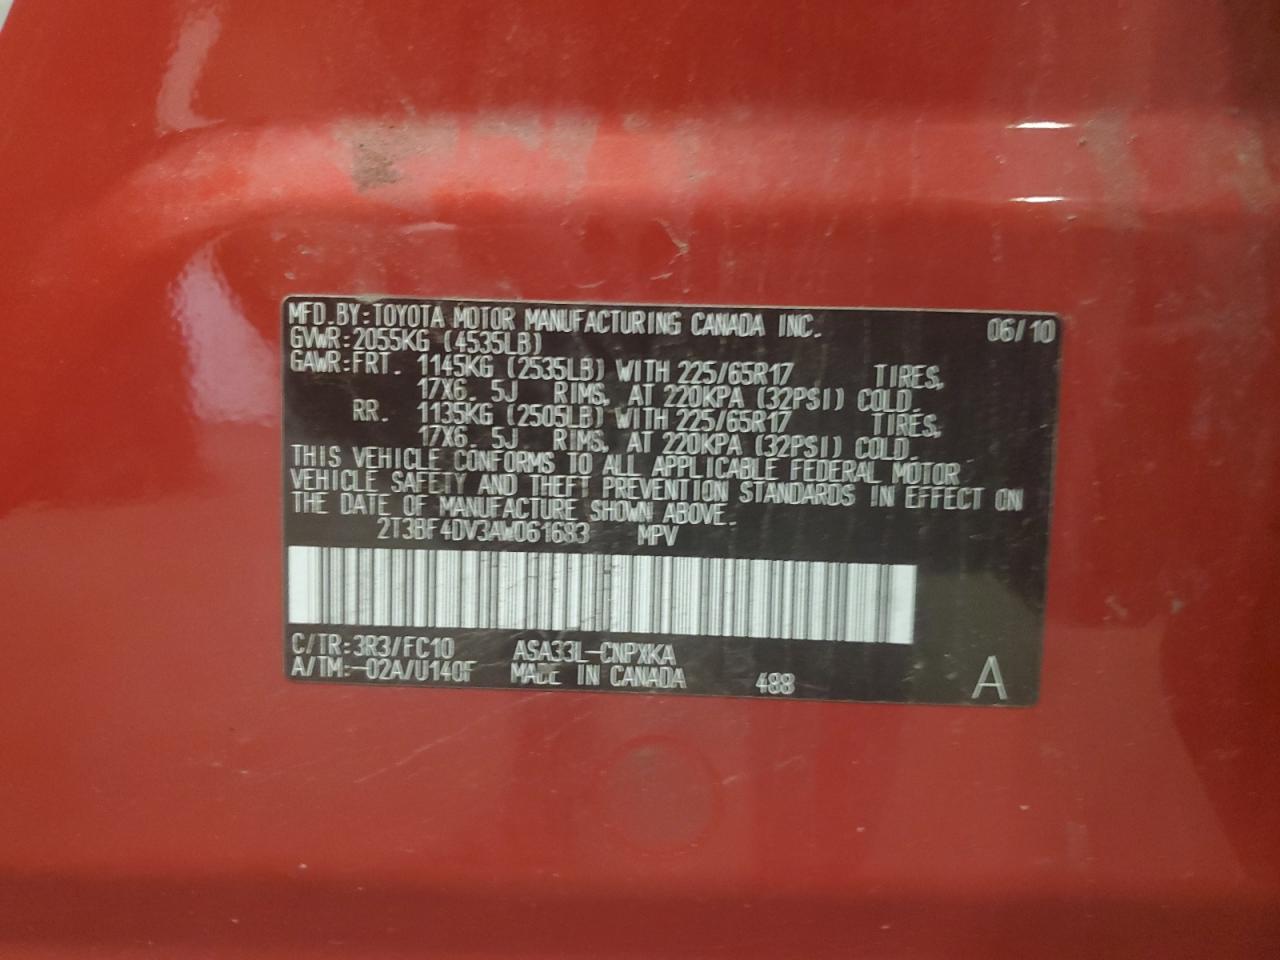 MFD.BY:TOYOTA MOTOR MANUFACTURING CANADA INC. 06/10
GVWR:2055KG (4535LB)
GAWR:FRT. 1145KG (2535LB) WITH 225/65R17 TIRES,
17X6. 5J RIMS, AT 220KPA (32PSI) COLD.
RR. 1135KG (2505LB) WITH 225/65R17 TIRES,
17X6. 5J RIMS, AT 220KPA (32PSI) COLD.
THIS VEHICLE CONFORMS TO ALL APPLICABLE FEDERAL MOTOR
VEHICLE SAFETY AND THEFT PREVENTION STANDARDS IN EFFECT ON
THE DATE OF MANUFACTURE SHOWN ABOVE.
2T3BF4DV3AW061683 MPV
C/TR:3R3/FC10 ASA33L-CNPXKA
A/TM:-02A/U140F MADE IN CANADA 488 A